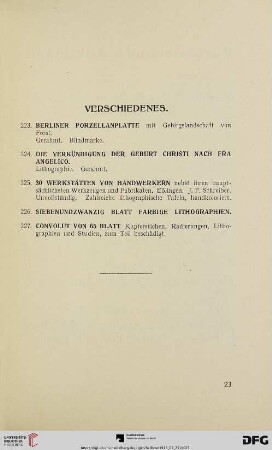 VERSCHIEDENES.
223. BERLINER PORZELLANPLATTE mit Gebirgslandschaft von
Gerahmt. Blindmarke.
224. DIE VERKÜNDIGUNG DER GEBURT CHRISTI NACH FRA
ANGELICO.
Lithographie. Gerahmt.
225. 30 WERKSTÄTTEN VON HANDWERKERN nebst ihren haupt-
sächlichsten Werkzeugen und Fabrikaten, Eßlingen J. F. Schreiber.
Unvollständig. Zahlreiche lithographische Tafeln, handkoloriert.
226. SIEBENUNDZWANZIG BLATT FARBIGE LITHOGRAPHIEN.
227. CONVOLUT VON 65 BLATT Kupferstichen, Radierungen, Litho-
graphien und Studien, zum Teil beschädigt.
23
DFG